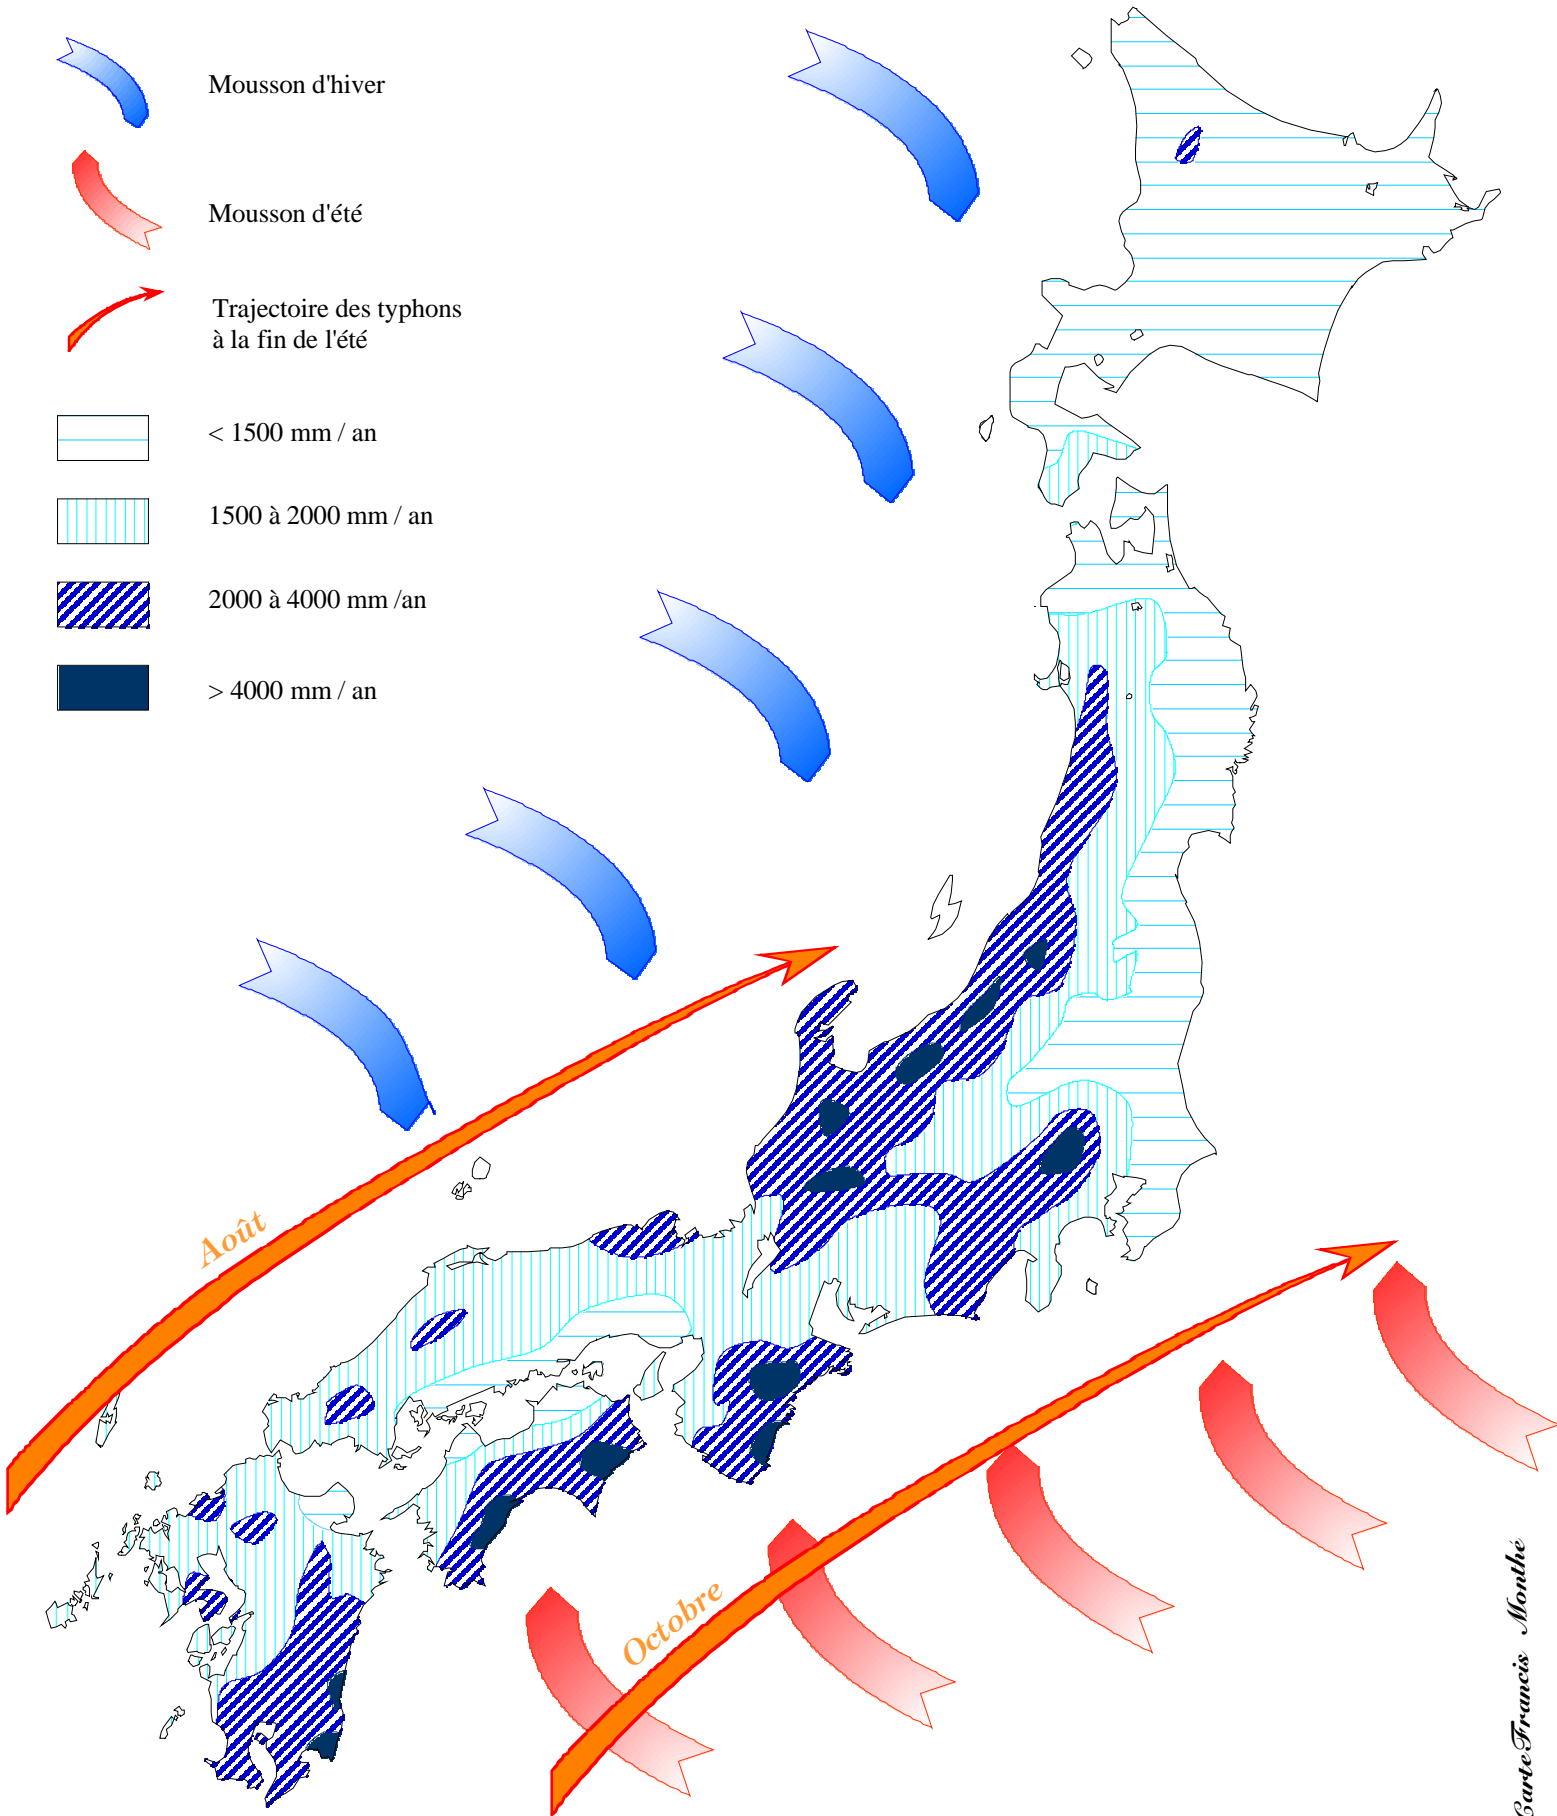 Mousson d'hiver
Mousson d'été
Trajectoire des typhons
à la fin de l'été
< 1500 mm / an
1500 à 2000 mm / an
2000 à 4000 mm /an
> 4000 mm / an
Août
Octobre
Carte Francis Monthé